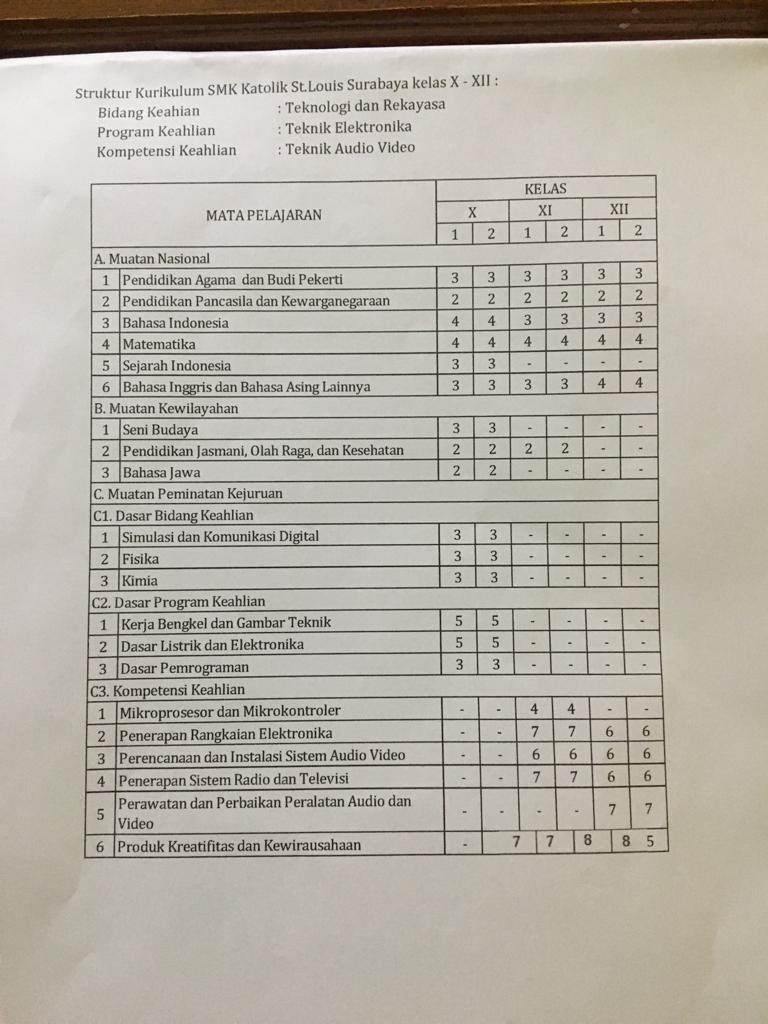 Struktur Kurikulum SMK Katolik St.Louis Surabaya kelas X - XII :
Bidang Keahian : Teknologi dan Rekayasa
Program Keahlian : Teknik Elektronika
Kompetensi Keahlian : Teknik Audio Video
MATA PELAJARAN KELAS
X XI XII
1 2 1 2 1 2
A. Muatan Nasional
1 Pendidikan Agama dan Budi Pekerti 3 3 3 3 3 3
2 Pendidikan Pancasila dan Kewarganegaraan 2 2 2 2 2 2
3 Bahasa Indonesia 4 4 3 3 3 3
4 Matematika 4 4 4 4 4 4
5 Sejarah Indonesia 3 3 - - - -
6 Bahasa Inggris dan Bahasa Asing Lainnya 3 3 3 3 4 4
B. Muatan Kewilayahan
1 Seni Budaya 3 3 - - - -
2 Pendidikan Jasmani, Olah Raga, dan Kesehatan 2 2 2 2 - -
3 Bahasa Jawa 2 2 - - - -
C. Muatan Peminatan Kejuruan
C1. Dasar Bidang Keahlian
1 Simulasi dan Komunikasi Digital 3 3 - - - -
2 Fisika 3 3 - - - -
3 Kimia 3 3 - - - -
C2. Dasar Program Keahlian
1 Kerja Bengkel dan Gambar Teknik 5 5 - - - -
2 Dasar Listrik dan Elektronika 5 5 - - - -
3 Dasar Pemrograman 3 3 - - - -
C3. Kompetensi Keahlian
1 Mikroprosesor dan Mikrokontroler - - 4 4 - -
2 Penerapan Rangkaian Elektronika - - 7 7 6 6
3 Perencanaan dan Instalasi Sistem Audio Video - - 6 6 6 6
4 Penerapan Sistem Radio dan Televisi - - 7 7 6 6
5 Perawatan dan Perbaikan Peralatan Audio dan
Video - - - - 7 7
6 Produk Kreatifitas dan Kewirausahaan - 7 7 8 8 5